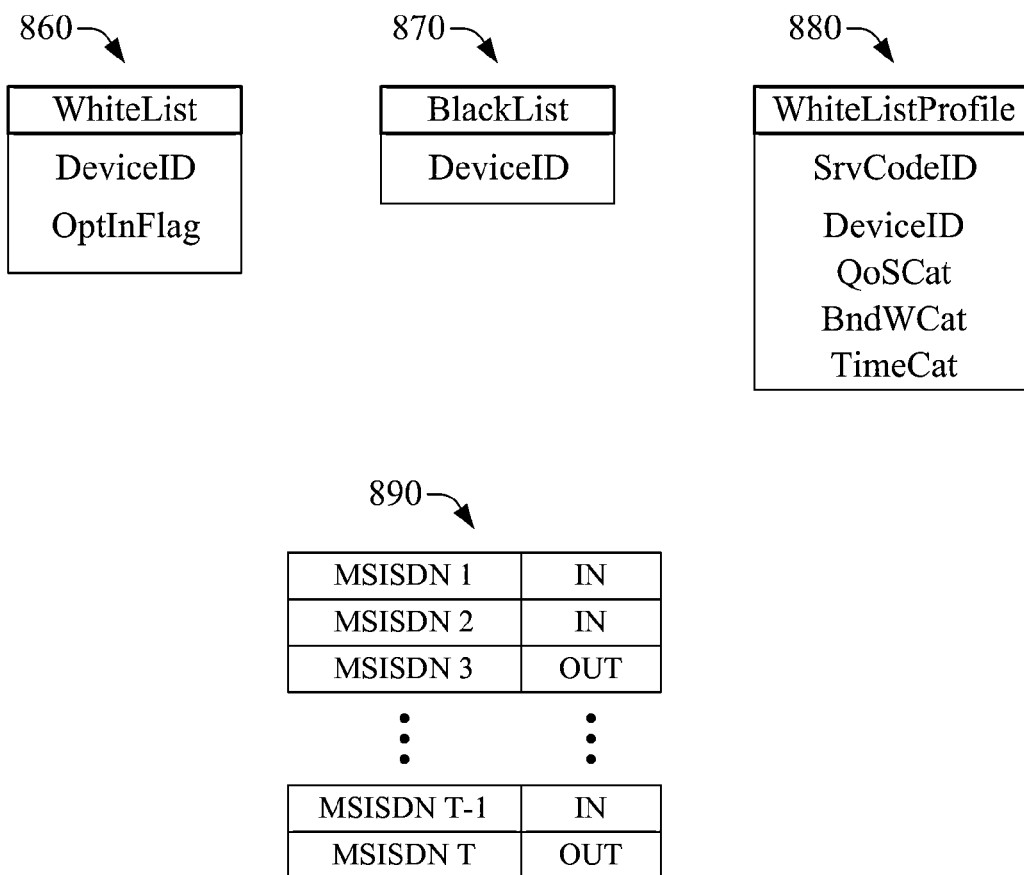 860 870 880
WhiteList BlackList WhiteListProfile
DeviceID DeviceID SrvCodeID
OptInFlag DeviceID
QoSCat
BndWCat
TimeCat
890
MSISDN 1 IN
MSISDN 2 IN
MSISDN 3 OUT
MSISDN T-1 IN
MSISDN T OUT